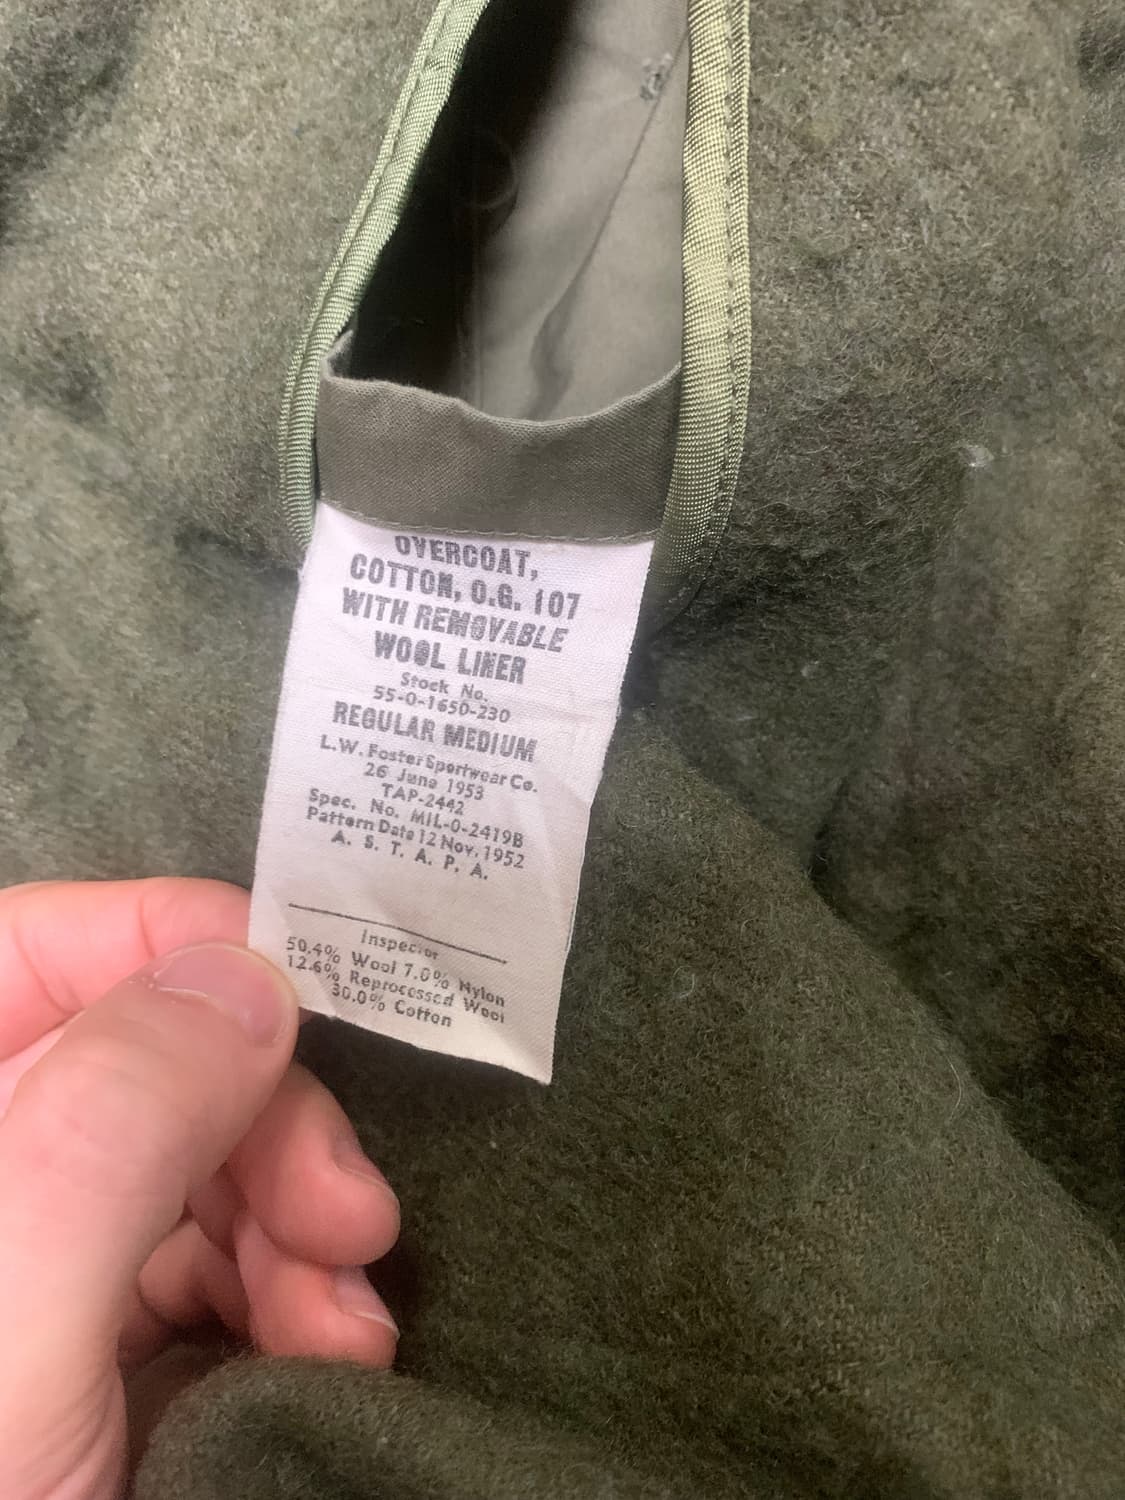 OVERCOAT,
COTTON, O.G. 107
WITH REMOVABLE
WOOL LINER
Stock No.
55-O-1650-230
REGULAR MEDIUM
L.W. Foster Sportwear Co.
26 June 1953
TAP-2442
Spec. No. MIL-O-2419B
Pattern Date 12 Nov. 1952
A. S. T. A. P. A.
Inspector
50.4% Wool 7.0% Nylon
12.6% Reprocessed Wool
30.0% Cotton